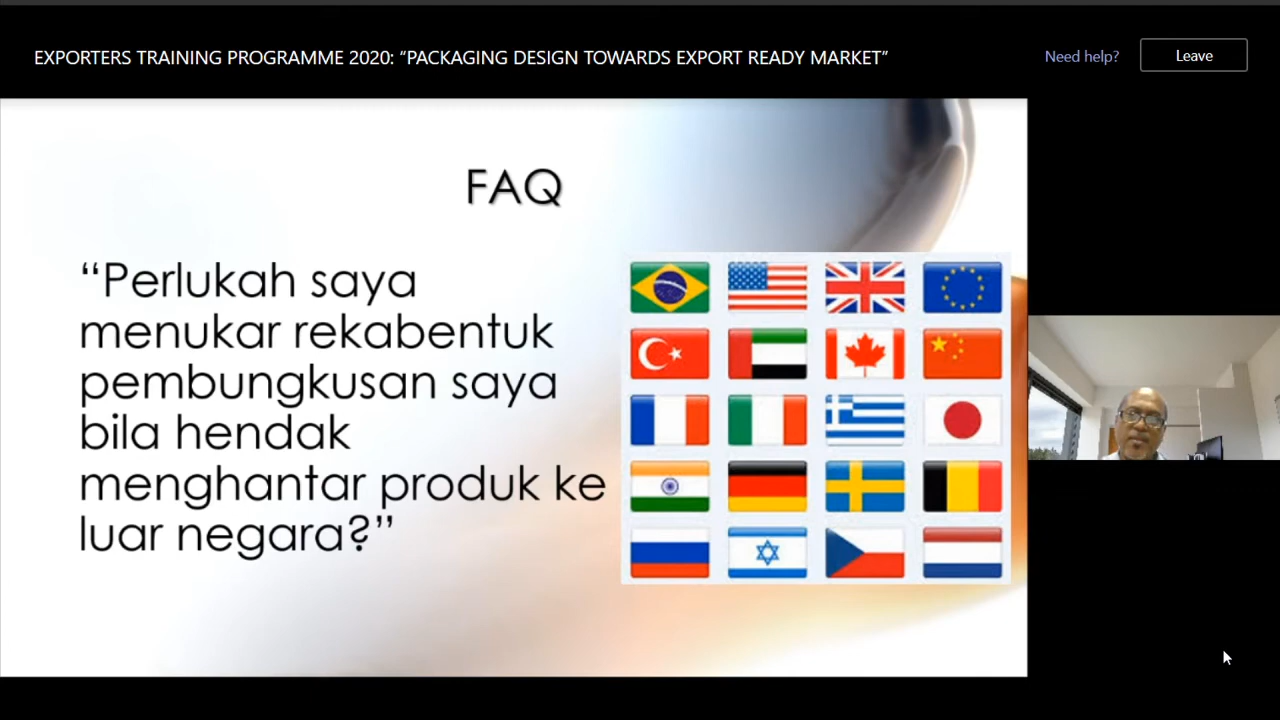 EXPORTERS TRAINING PROGRAMME 2020: “PACKAGING DESIGN TOWARDS EXPORT READY MARKET”
Need help?
Leave
FAQ
“Perlukah saya
menukar rekabentuk
pembungkusan saya
bila hendak
menghantar produk ke
luar negara?”